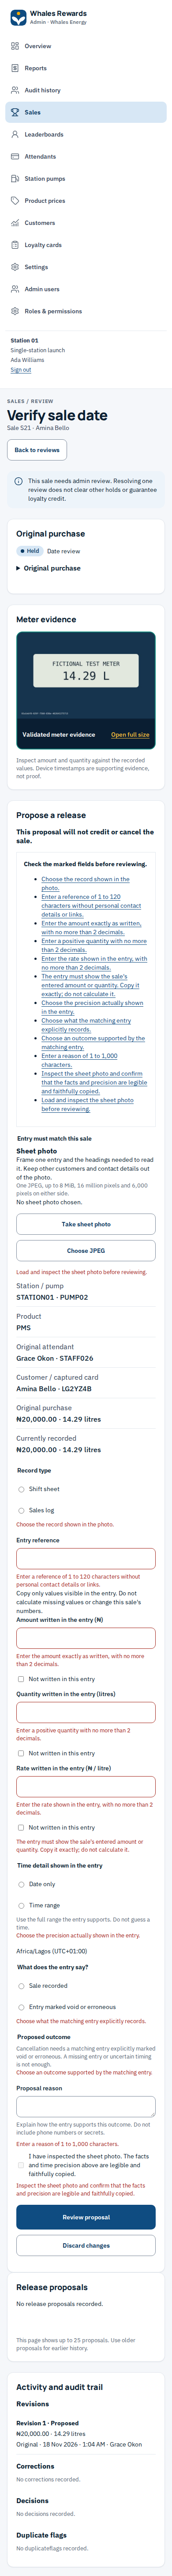 Whales Rewards
Admin · Whales Energy
Overview
Reports
Audit history
Sales
Leaderboards
Attendants
Station pumps
Product prices
Customers
Loyalty cards
Settings
Admin users
Roles & permissions
Station 01
Single-station launch
Ada Williams
Sign out
SALES / REVIEW
Verify sale date
Sale S21 · Amina Bello
Back to reviews
This sale needs admin review. Resolving one
review does not clear other holds or guarantee
loyalty credit.
Original purchase
Held
Date review
Original purchase
Meter evidence
FICTIONAL TEST METER
14.29 L
Validated meter evidence
Open full size
Inspect amount and quantity against the recorded
values. Device timestamps are supporting evidence,
not proof.
Propose a release
This proposal will not credit or cancel the
sale.
Check the marked fields before reviewing.
Choose the record shown in the
photo.
Enter a reference of 1 to 120
characters without personal contact
details or links.
Enter the amount exactly as written,
with no more than 2 decimals.
Enter a positive quantity with no more
than 2 decimals.
Enter the rate shown in the entry, with
no more than 2 decimals.
The entry must show the sale's
entered amount or quantity. Copy it
exactly; do not calculate it.
Choose the precision actually shown
in the entry.
Choose what the matching entry
explicitly records.
Choose an outcome supported by the
matching entry.
Enter a reason of 1 to 1,000
characters.
Inspect the sheet photo and confirm
that the facts and precision are legible
and faithfully copied.
Load and inspect the sheet photo
before reviewing.
Entry must match this sale
Sheet photo
Frame one entry and the headings needed to read
it. Keep other customers and contact details out
of the photo.
One JPEG, up to 8 MiB, 16 million pixels and 6,000
pixels on either side.
No sheet photo chosen.
Take sheet photo
Choose JPEG
Load and inspect the sheet photo before reviewing.
Station / pump
STATION01 · PUMP02
Product
PMS
Original attendant
Grace Okon · STAFF026
Customer / captured card
Amina Bello · LG2YZ4B
Original purchase
₦20,000.00 · 14.29 litres
Currently recorded
₦20,000.00 · 14.29 litres
Record type
Shift sheet
Sales log
Choose the record shown in the photo.
Entry reference
Enter a reference of 1 to 120 characters without
personal contact details or links.
Copy only values visible in the entry. Do not
calculate missing values or change this sale's
numbers.
Amount written in the entry (₦)
Enter the amount exactly as written, with no more
than 2 decimals.
Not written in this entry
Quantity written in the entry (litres)
Enter a positive quantity with no more than 2
decimals.
Not written in this entry
Rate written in the entry (₦ / litre)
Enter the rate shown in the entry, with no more than 2
decimals.
Not written in this entry
The entry must show the sale's entered amount or
quantity. Copy it exactly; do not calculate it.
Time detail shown in the entry
Date only
Time range
Use the full range the entry supports. Do not guess a
time.
Choose the precision actually shown in the entry.
Africa/Lagos (UTC+01:00)
What does the entry say?
Sale recorded
Entry marked void or erroneous
Choose what the matching entry explicitly records.
Proposed outcome
Cancellation needs a matching entry explicitly marked
void or erroneous. A missing entry or uncertain timing
is not enough.
Choose an outcome supported by the matching entry.
Proposal reason
Explain how the entry supports this outcome. Do not
include phone numbers or secrets.
Enter a reason of 1 to 1,000 characters.
I have inspected the sheet photo. The facts
and time precision above are legible and
faithfully copied.
Inspect the sheet photo and confirm that the facts
and precision are legible and faithfully copied.
Review proposal
Discard changes
Release proposals
No release proposals recorded.
This page shows up to 25 proposals. Use older
proposals for earlier history.
Activity and audit trail
Revisions
Revision 1 · Proposed
₦20,000.00 · 14.29 litres
Original · 18 Nov 2026 · 1:04 AM · Grace Okon
Corrections
No corrections recorded.
Decisions
No decisions recorded.
Duplicate flags
No duplicateflags recorded.